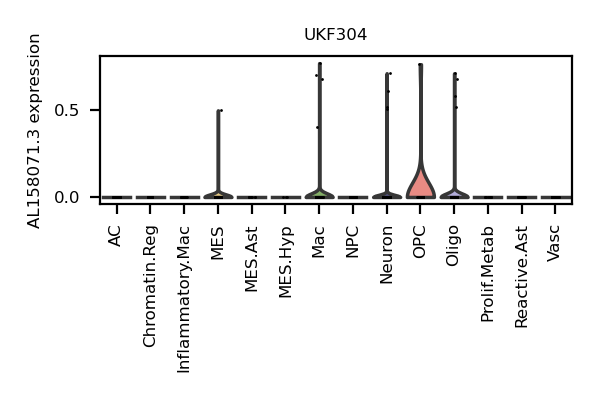 UKF304
AL158071.3 expression
0.5
0.0
AC
Chromatin.Reg
Inflammatory.Mac
MES
MES.Ast
MES.Hyp
Mac
NPC
Neuron
OPC
Oligo
Prolif.Metab
Reactive.Ast
Vasc